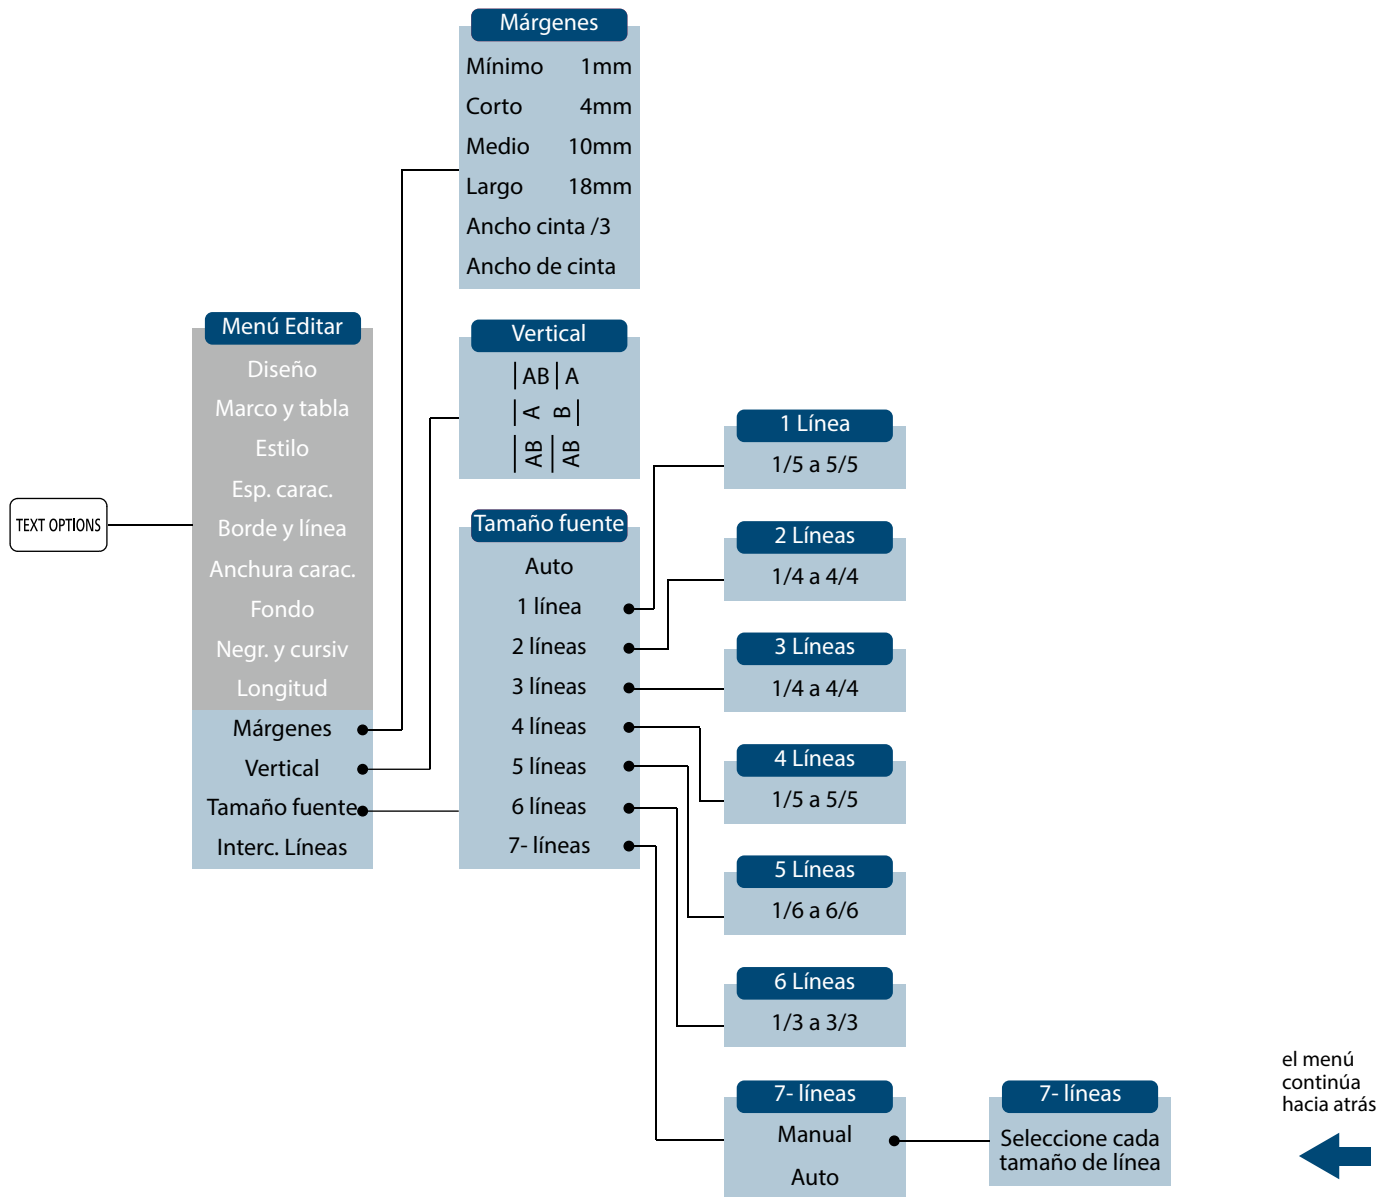 TEXT OPTIONS
Menú Editar
Diseño
Marco y tabla
Estilo
Esp. carac.
Borde y línea
Anchura carac.
Fondo
Negr. y cursiv
Longitud
Márgenes
Vertical
Tamaño fuente
Interc. Líneas
Márgenes
Mínimo 1mm
Corto 4mm
Medio 10mm
Largo 18mm
Ancho cinta /3
Ancho de cinta
Vertical
AB A
A B
AB AB
Tamaño fuente
Auto
1 línea
2 líneas
3 líneas
4 líneas
5 líneas
6 líneas
7- líneas
1 Línea
1/5 a 5/5
2 Líneas
1/4 a 4/4
3 Líneas
1/4 a 4/4
4 Líneas
1/5 a 5/5
5 Líneas
1/6 a 6/6
6 Líneas
1/3 a 3/3
7- líneas
Manual
Auto
7- líneas
Seleccione cada
tamaño de línea
el menú
continúa
hacia atrás